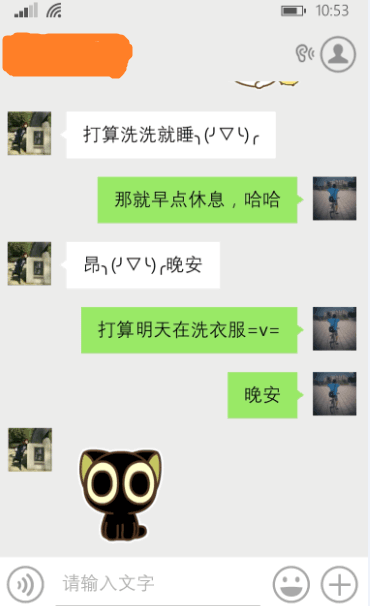 10:53
打算洗洗就睡╮(╯▽╰)╭
那就早点休息，哈哈
昂╮(╯▽╰)╭晚安
打算明天在洗衣服=v=
晚安
请输入文字